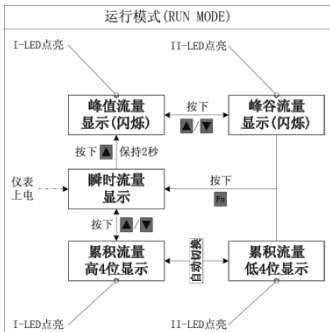 运行模式(RUN MODE)
I-LED点亮
II-LED点亮
峰值流量
显示(闪烁)
按下
▲/▼
峰谷流量
显示(闪烁)
按下▲ 保持2秒
仪表
上电
瞬时流量
显示
按下
Fn
按下▲/▼
累积流量
高4位显示
自动切换
累积流量
低4位显示
I-LED点亮
II-LED点亮